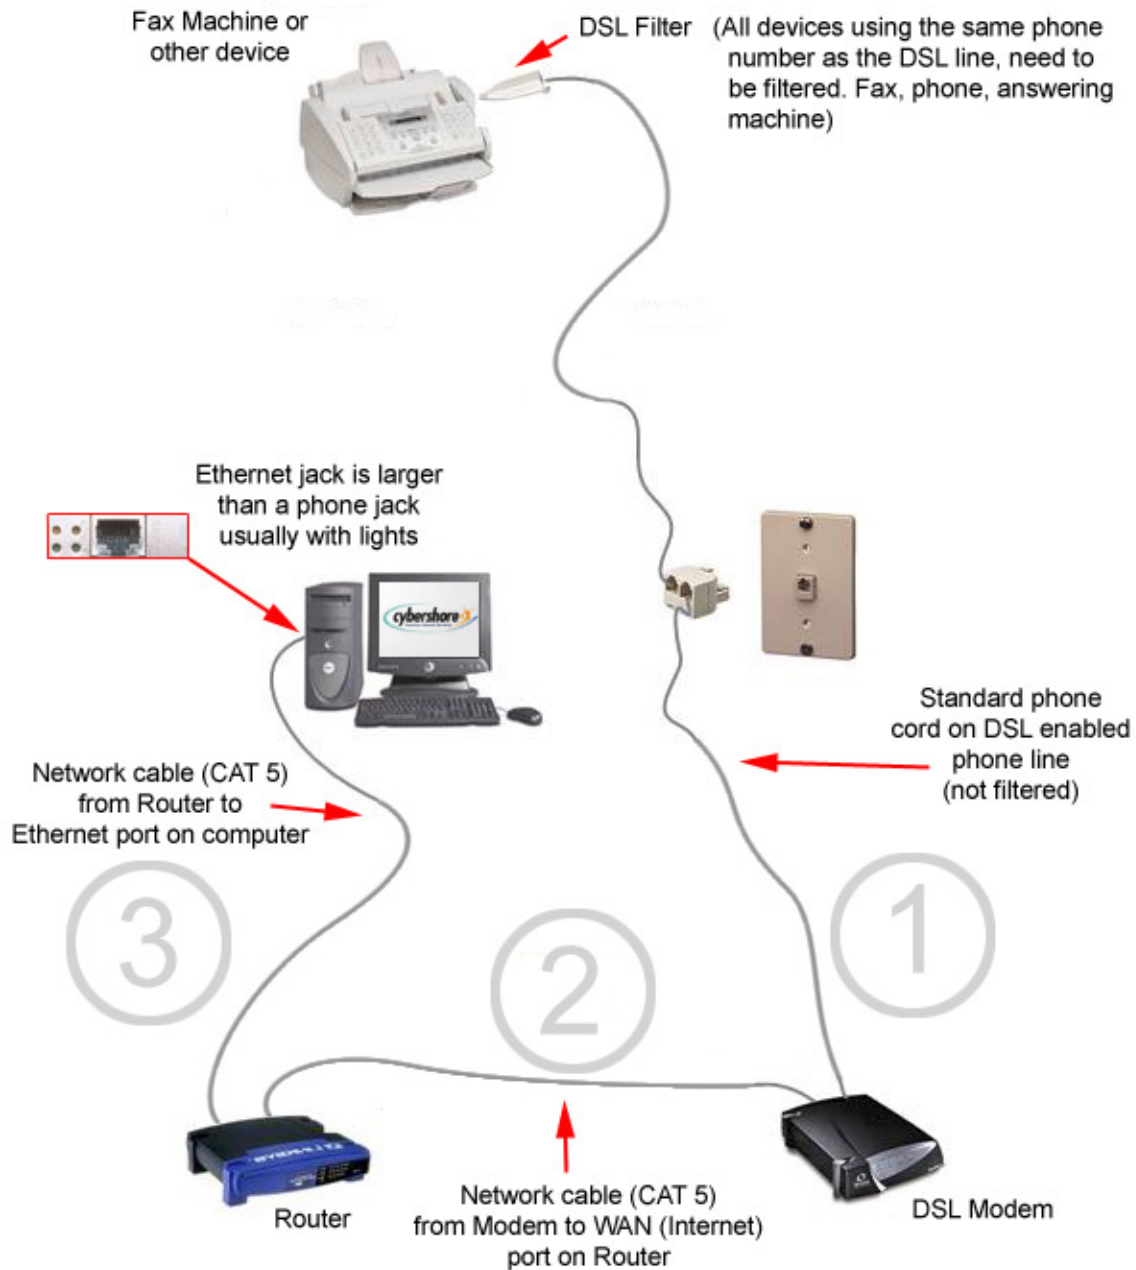 Fax Machine or
other device
DSL Filter
(All devices using the same phone
number as the DSL line, need to
be filtered. Fax, phone, answering
machine)
Ethernet jack is larger
than a phone jack
usually with lights
cybershore
Standard phone
cord on DSL enabled
phone line
(not filtered)
Network cable (CAT 5)
from Router to
Ethernet port on computer
3
2
1
Router
Network cable (CAT 5)
from Modem to WAN (Internet)
port on Router
DSL Modem